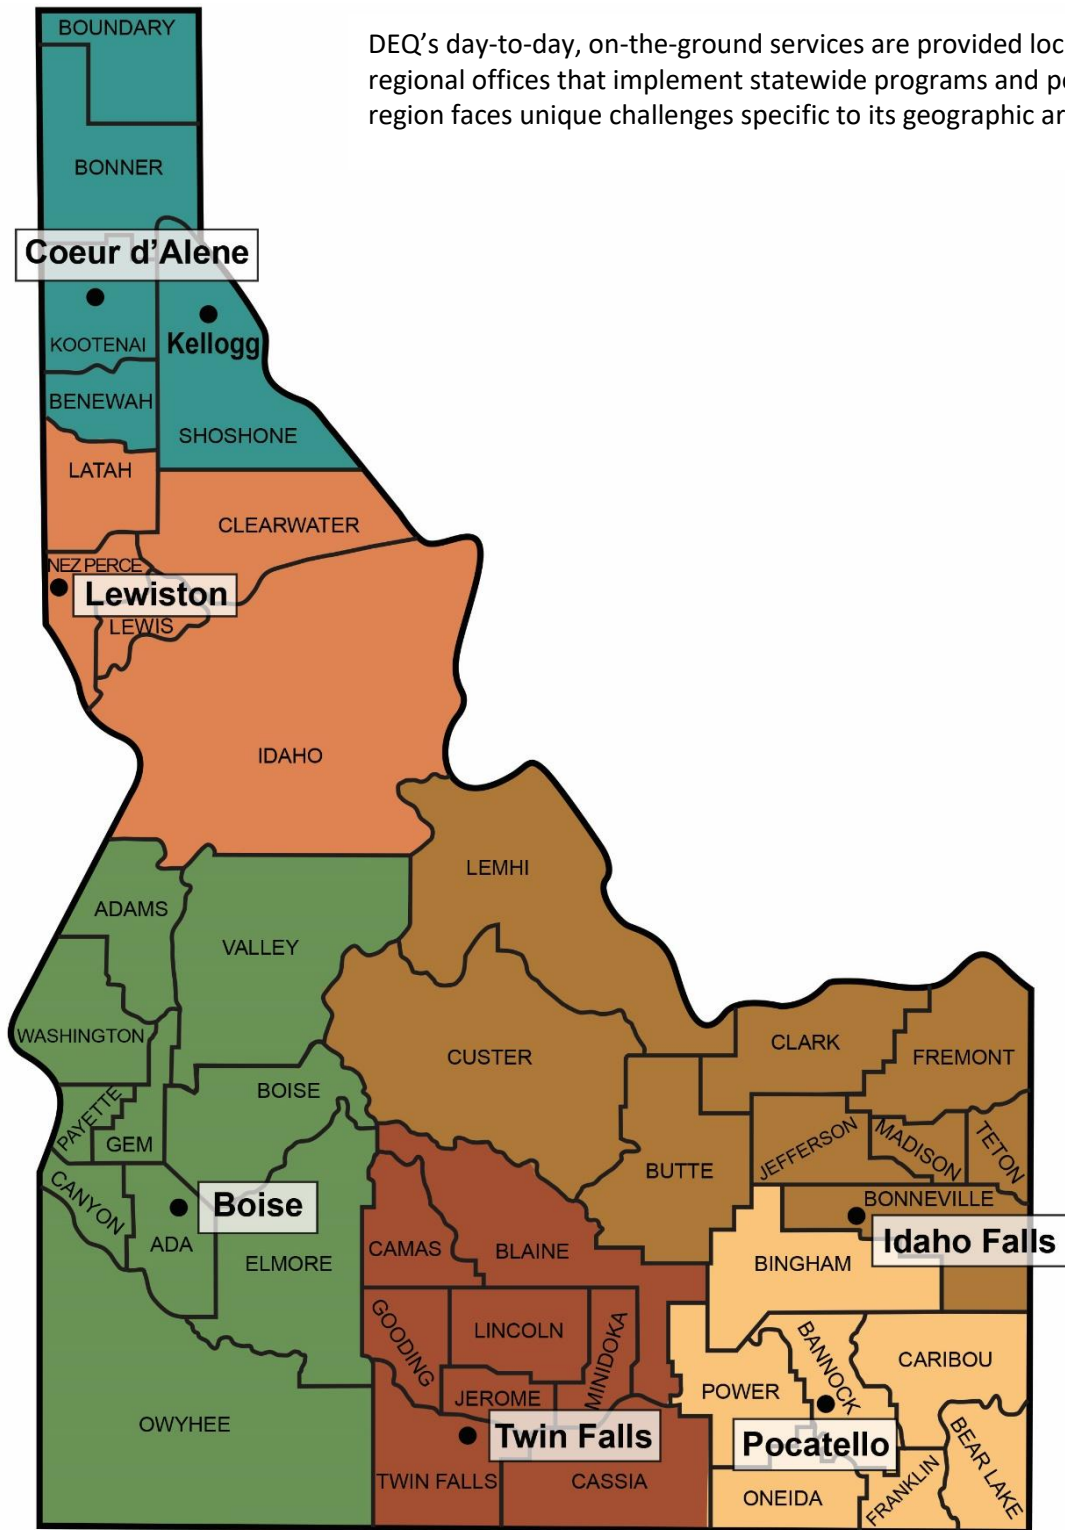 BOUNDARY
DEQ's day-to-day, on-the-ground services are provided loc
regional offices that implement statewide programs and p
region faces unique challenges specific to its geographic ar
BONNER
Coeur d'Alene
KOOTENAI
Kellogg
BENEWAH
SHOSHONE
LATAH
CLEARWATER
NEZ PERCE
Lewiston
LEWIS
IDAHO
LEMHI
ADAMS
VALLEY
WASHINGTON
CUSTER
CLARK
FREMONT
BOISE
PAYETTE
GEM
JEFFERSON
MADISON
TETON
BUTTE
CANYON
Boise
ADA
BONNEVILLE
Idaho Falls
CAMAS
BLAINE
ELMORE
BINGHAM
GOODING
LINCOLN
MINIDOKA
BANNOCK
CARIBOU
JEROME
POWER
OWYHEE
Twin Falls
Pocatello
BEAR LAKE
TWIN FALLS
CASSIA
ONEIDA
FRANKLIN